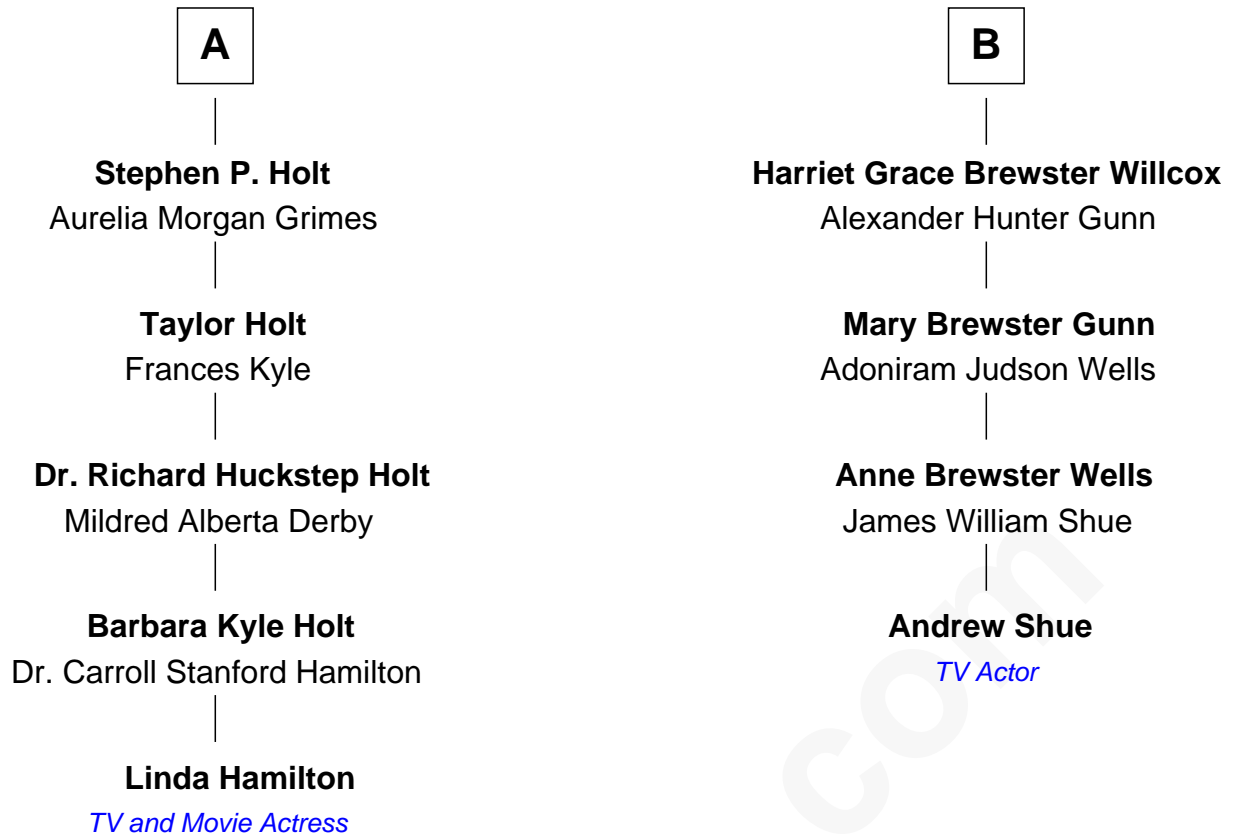 A
Stephen P. Holt
Aurelia Morgan Grimes
Taylor Holt
Frances Kyle
Dr. Richard Huckstep Holt
Mildred Alberta Derby
Barbara Kyle Holt
Dr. Carroll Stanford Hamilton
Linda Hamilton
TV and Movie Actress
B
Harriet Grace Brewster Willcox
Alexander Hunter Gunn
Mary Brewster Gunn
Adoniram Judson Wells
Anne Brewster Wells
James William Shue
Andrew Shue
TV Actor
com